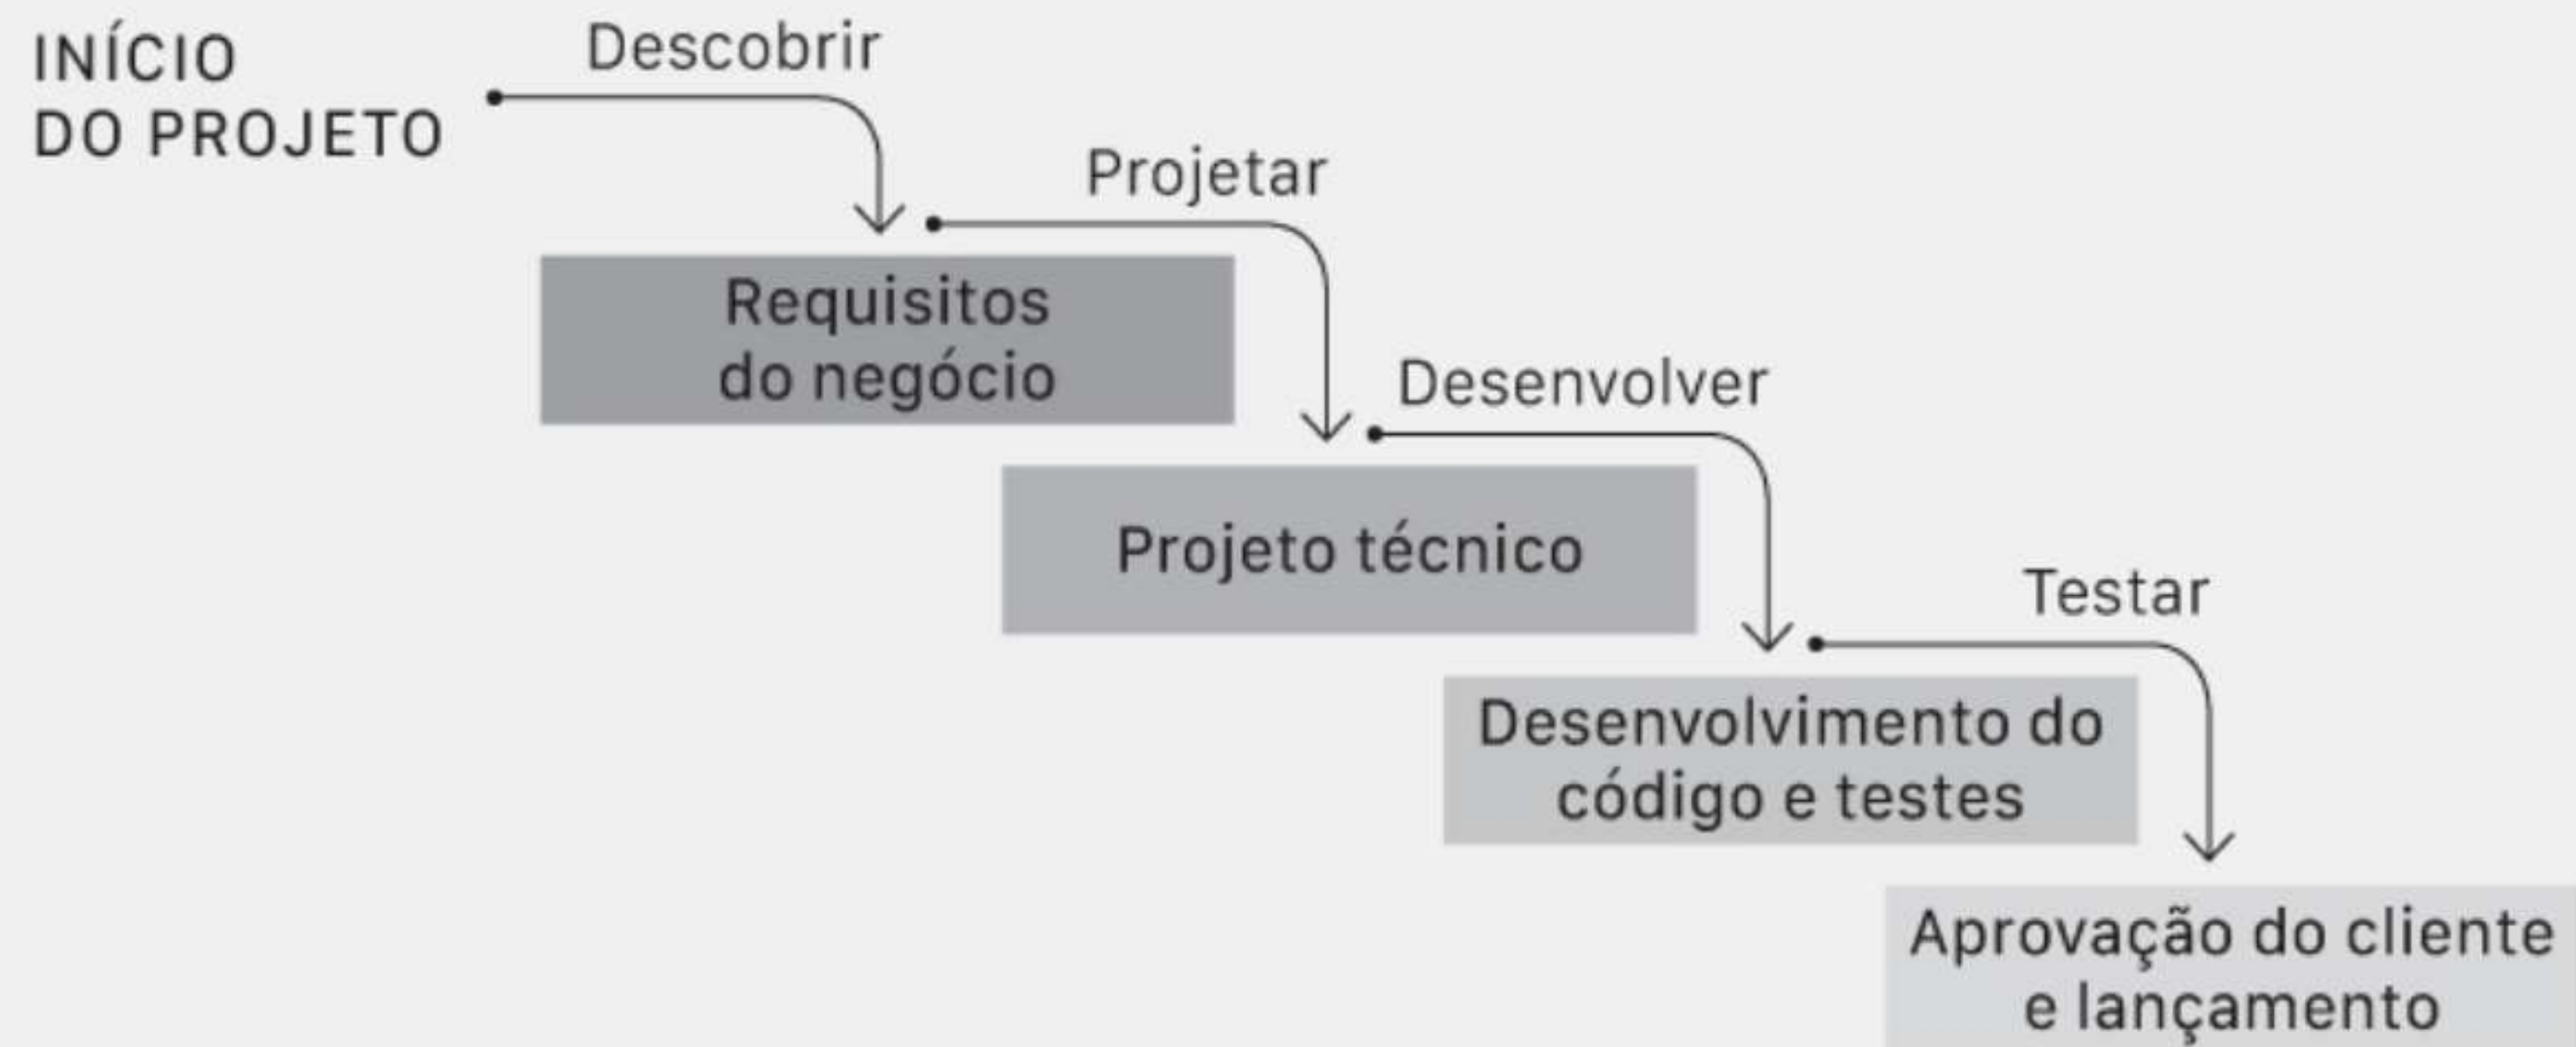 INÍCIO
DO PROJETO
Descobrir
Projetar
Requisitos
do negócio
Desenvolver
Projeto técnico
Testar
Desenvolvimento do
código e testes
Aprovação do cliente
e lançamento